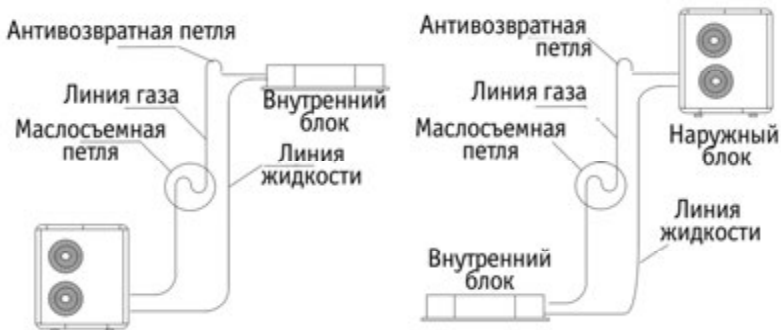 Антивозвратная петля
Линия газа
Маслосъемная
петля
Внутренний
блок
Линия
жидкости
Антивозвратная
петля
Линия газа
Маслосъемная
петля
Наружный
блок
Линия
жидкости
Внутренний
блок